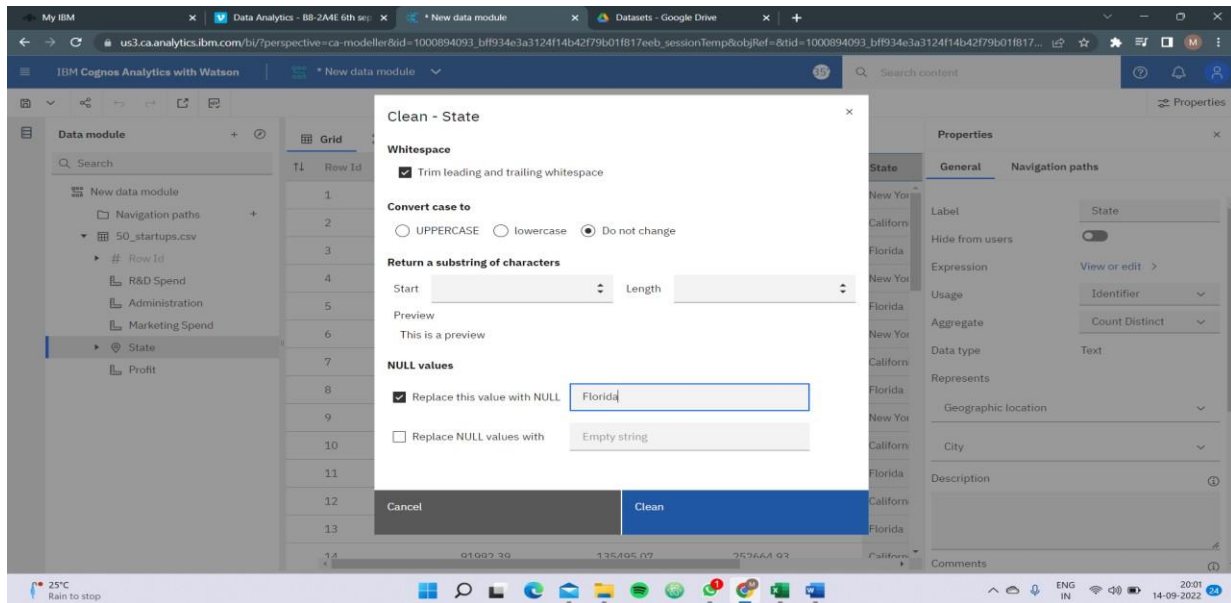 My IBM
Data Analytics - B8-2A4E 6th sep
* New data module
Datasets - Google Drive
us3.ca.analytics.ibm.com/bi/?perspective=ca-modeller&id=1000894093_bff934e3a3124f14b42f79b01f817eeb_sessionTemp&objRef=&tid=1000894093_bff934e3a3124f14b42f79b01f817...
M
IBM Cognos Analytics with Watson
* New data module
Search content
Properties
Data module
Search
New data module
Navigation paths
50_startups.csv
# Row Id
R&D Spend
Administration
Marketing Spend
State
Profit
Grid
Row Id
1
2
3
4
5
6
7
8
9
10
11
12
13
14 91992.39 135495.07 252664.93 Californ
Clean - State
Whitespace
Trim leading and trailing whitespace
Convert case to
UPPERCASE lowercase Do not change
Return a substring of characters
Start Length
Preview
This is a preview
NULL values
Replace this value with NULL Florida
Replace NULL values with Empty string
Cancel Clean
State
New Yor
Californ
Florida
New Yor
Florida
New Yor
Californ
Florida
New Yor
Californ
Florida
Californ
Florida
Properties
General Navigation paths
Label State
Hide from users
Expression View or edit >
Usage Identifier
Aggregate Count Distinct
Data type Text
Represents
Geographic location
City
Description
Comments
25°C
Rain to stop
ENG
IN
20:01
14-09-2022
24